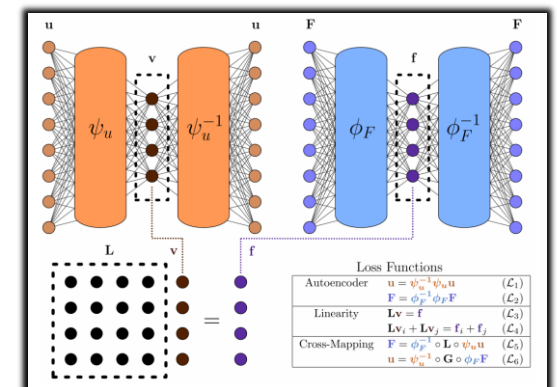 u u F F
v f
ψ_u ψ_u^{-1} ϕ_F ϕ_F^{-1}
L v f
=
Loss Functions
Autoencoder u = ψ_u^{-1}ψ_u u (ℒ₁)
F = ϕ_F^{-1}ϕ_F F (ℒ₂)
Linearity Lv = f (ℒ₃)
Lv_i + Lv_j = f_i + f_j (ℒ₄)
Cross-Mapping F = ϕ_F^{-1} ∘ L ∘ ψ_u u (ℒ₅)
u = ψ_u^{-1} ∘ G ∘ ϕ_F F (ℒ₆)